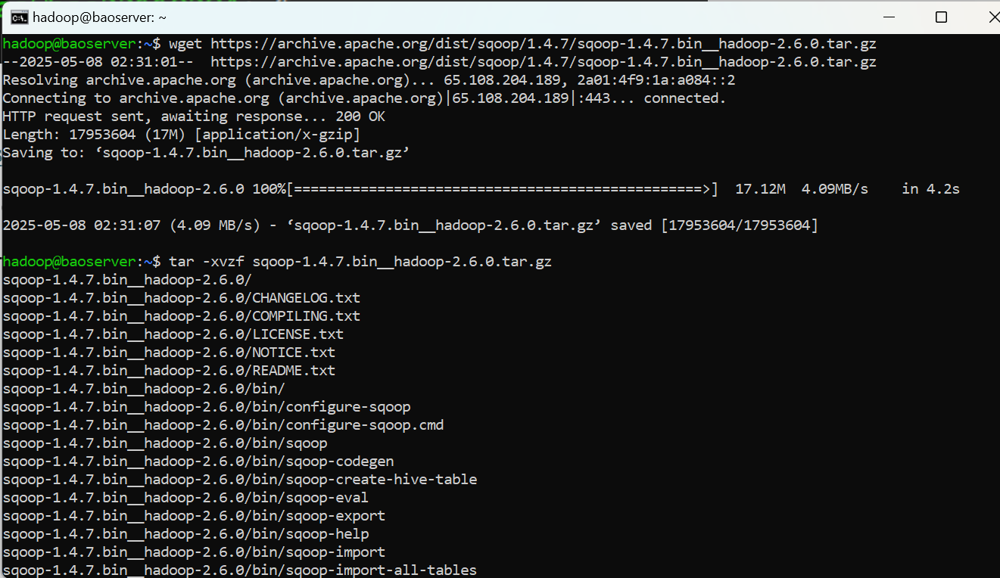 hadoop@baoserver: ~
hadoop@baoserver:~$ wget https://archive.apache.org/dist/sqoop/1.4.7/sqoop-1.4.7.bin__hadoop-2.6.0.tar.gz
--2025-05-08 02:31:01--  https://archive.apache.org/dist/sqoop/1.4.7/sqoop-1.4.7.bin__hadoop-2.6.0.tar.gz
Resolving archive.apache.org (archive.apache.org)... 65.108.204.189, 2a01:4f9:1a:a084::2
Connecting to archive.apache.org (archive.apache.org)|65.108.204.189|:443... connected.
HTTP request sent, awaiting response... 200 OK
Length: 17953604 (17M) [application/x-gzip]
Saving to: ‘sqoop-1.4.7.bin__hadoop-2.6.0.tar.gz’
sqoop-1.4.7.bin__hadoop-2.6.0 100%[=================================================>]  17.12M  4.09MB/s    in 4.2s
2025-05-08 02:31:07 (4.09 MB/s) - ‘sqoop-1.4.7.bin__hadoop-2.6.0.tar.gz’ saved [17953604/17953604]
hadoop@baoserver:~$ tar -xvzf sqoop-1.4.7.bin__hadoop-2.6.0.tar.gz
sqoop-1.4.7.bin__hadoop-2.6.0/
sqoop-1.4.7.bin__hadoop-2.6.0/CHANGELOG.txt
sqoop-1.4.7.bin__hadoop-2.6.0/COMPILING.txt
sqoop-1.4.7.bin__hadoop-2.6.0/LICENSE.txt
sqoop-1.4.7.bin__hadoop-2.6.0/NOTICE.txt
sqoop-1.4.7.bin__hadoop-2.6.0/README.txt
sqoop-1.4.7.bin__hadoop-2.6.0/bin/
sqoop-1.4.7.bin__hadoop-2.6.0/bin/configure-sqoop
sqoop-1.4.7.bin__hadoop-2.6.0/bin/configure-sqoop.cmd
sqoop-1.4.7.bin__hadoop-2.6.0/bin/sqoop
sqoop-1.4.7.bin__hadoop-2.6.0/bin/sqoop-codegen
sqoop-1.4.7.bin__hadoop-2.6.0/bin/sqoop-create-hive-table
sqoop-1.4.7.bin__hadoop-2.6.0/bin/sqoop-eval
sqoop-1.4.7.bin__hadoop-2.6.0/bin/sqoop-export
sqoop-1.4.7.bin__hadoop-2.6.0/bin/sqoop-help
sqoop-1.4.7.bin__hadoop-2.6.0/bin/sqoop-import
sqoop-1.4.7.bin__hadoop-2.6.0/bin/sqoop-import-all-tables